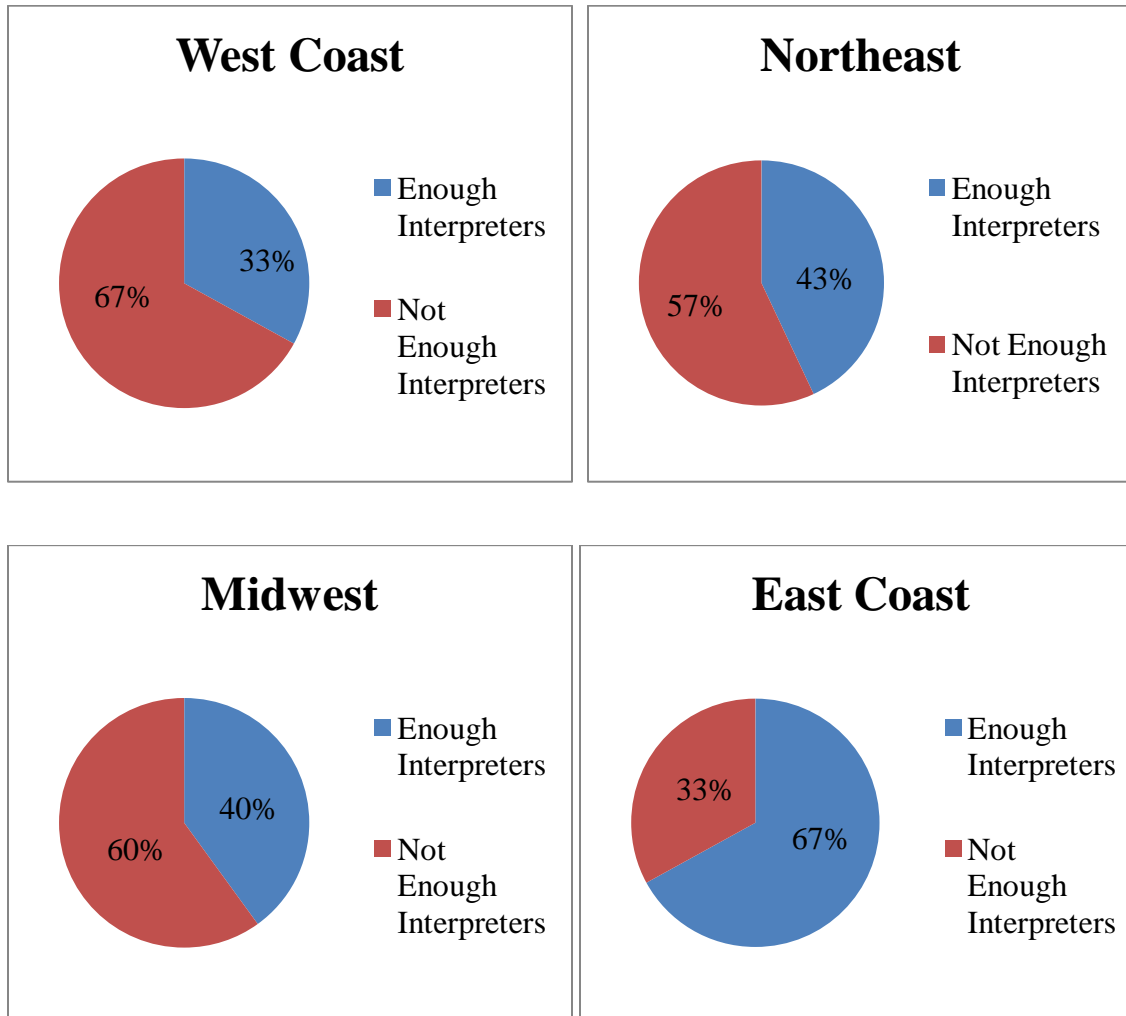 West Coast
33%
67%
Enough
Interpreters
Not
Enough
Interpreters
Northeast
43%
57%
Enough
Interpreters
Not Enough
Interpreters
Midwest
40%
60%
Enough
Interpreters
Not
Enough
Interpreters
East Coast
33%
67%
Enough
Interpreters
Not
Enough
Interpreters